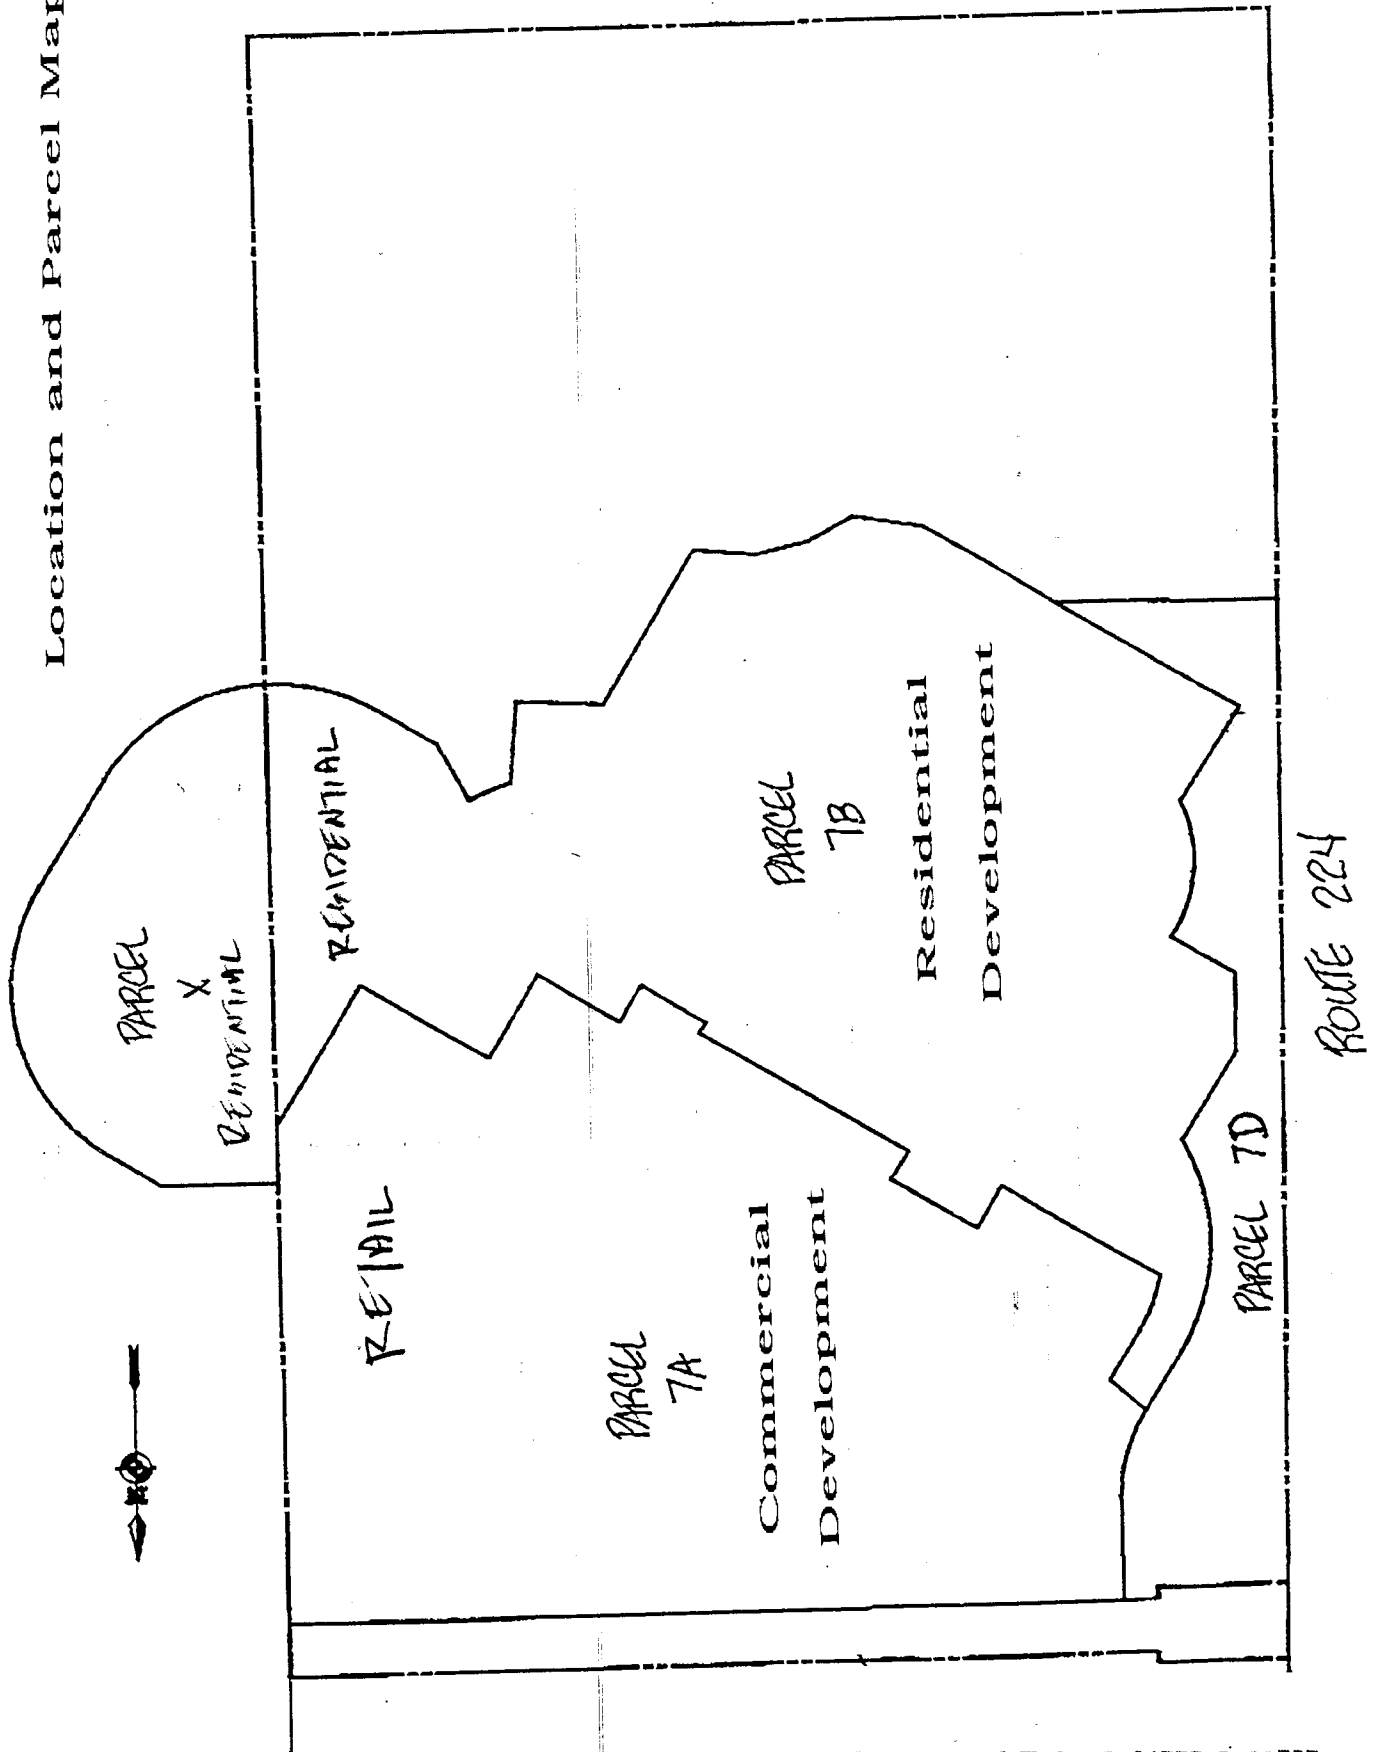 Location and Parcel Map
PARCEL
X
RESIDENTIAL
RESIDENTIAL
RETAIL
PARCEL
7A
Commercial
Development
PARCEL
7B
Residential
Development
PARCEL 7D
ROUTE 224